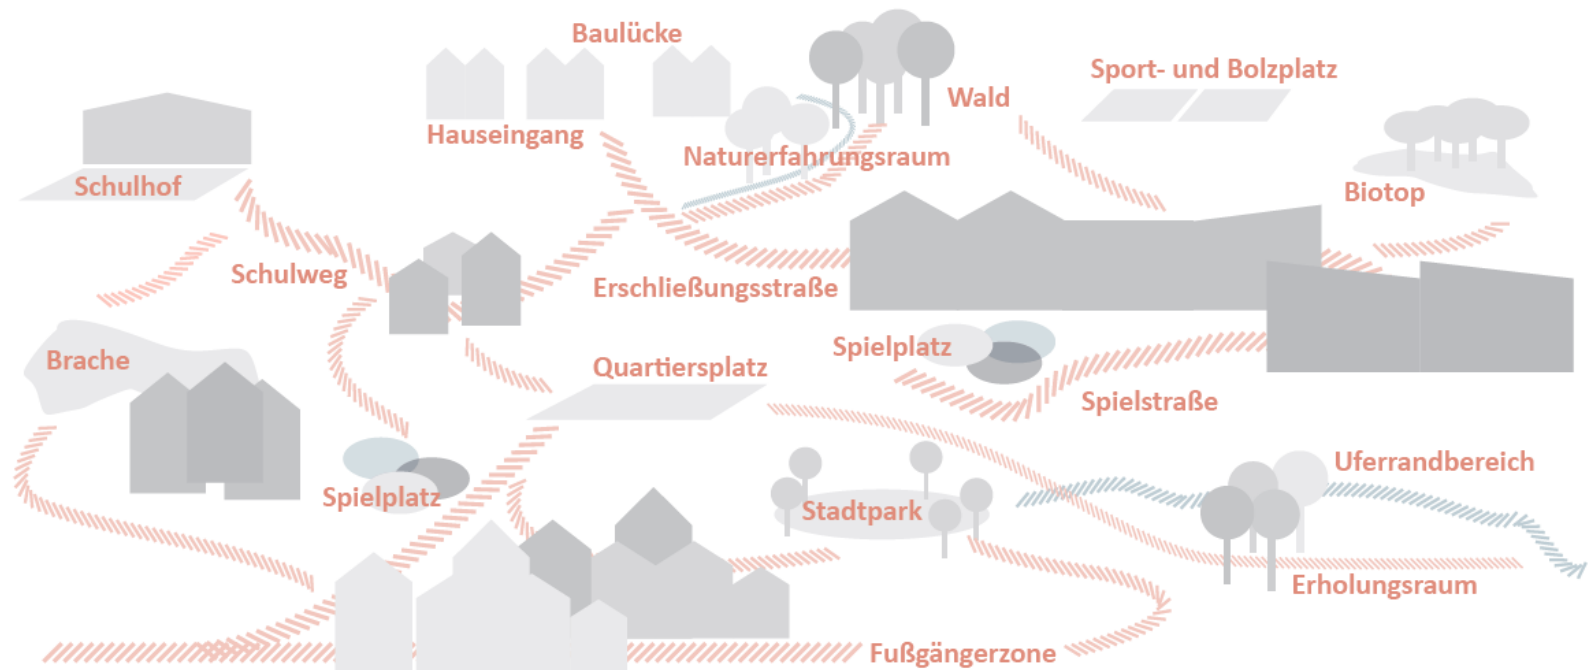 Baulücke
Sport- und Bolzplatz
Wald
Hauseingang
Naturerfahrungsraum
Schulhof
Biotop
Schulweg
Erschließungsstraße
Spielplatz
Brache
Quartiersplatz
Spielstraße
Uferrandbereich
Spielplatz
Stadtpark
Erholungsraum
Fußgängerzone